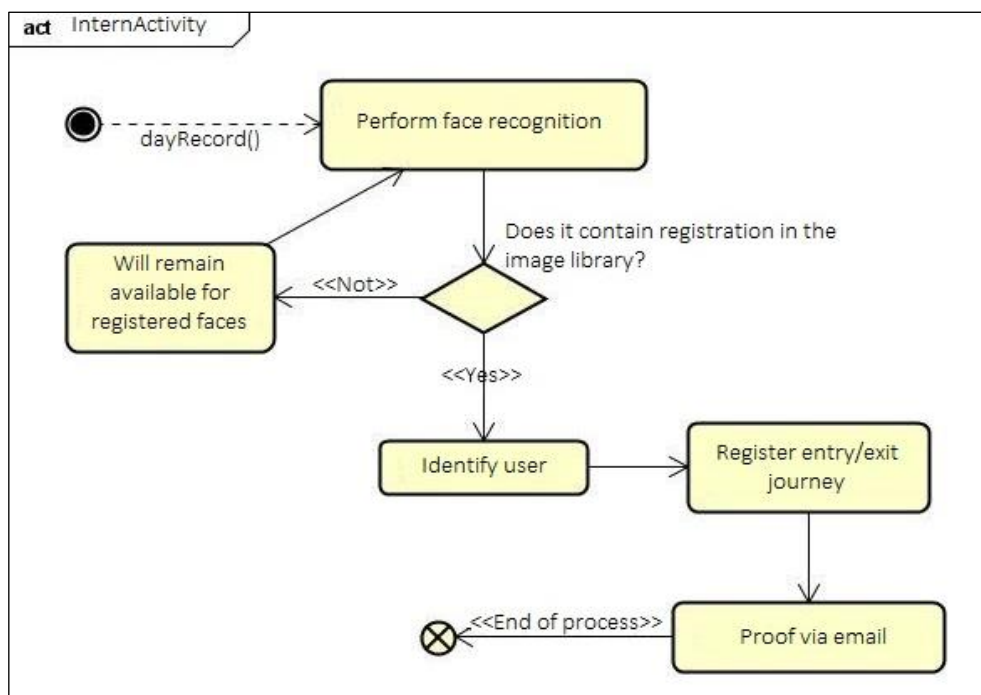 act InternActivity
Perform face recognition
dayRecord()
Does it contain registration in the
image library?
Will remain
available for
registered faces
<<Not>>
<<Yes>>
Identify user
Register entry/exit
journey
<<End of process>>
Proof via email